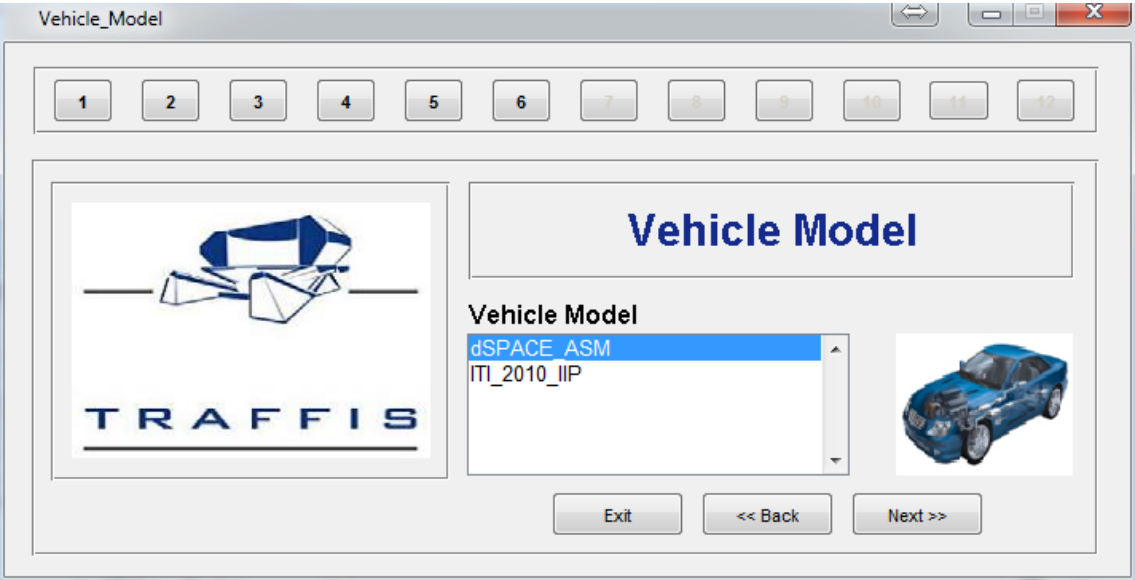 Vehicle_Model
1 2 3 4 5 6 7 8 9 10 11 12
Vehicle Model
Vehicle Model
dSPACE_ASM
ITI_2010_IIP
TRAFFIS
Exit << Back Next >>